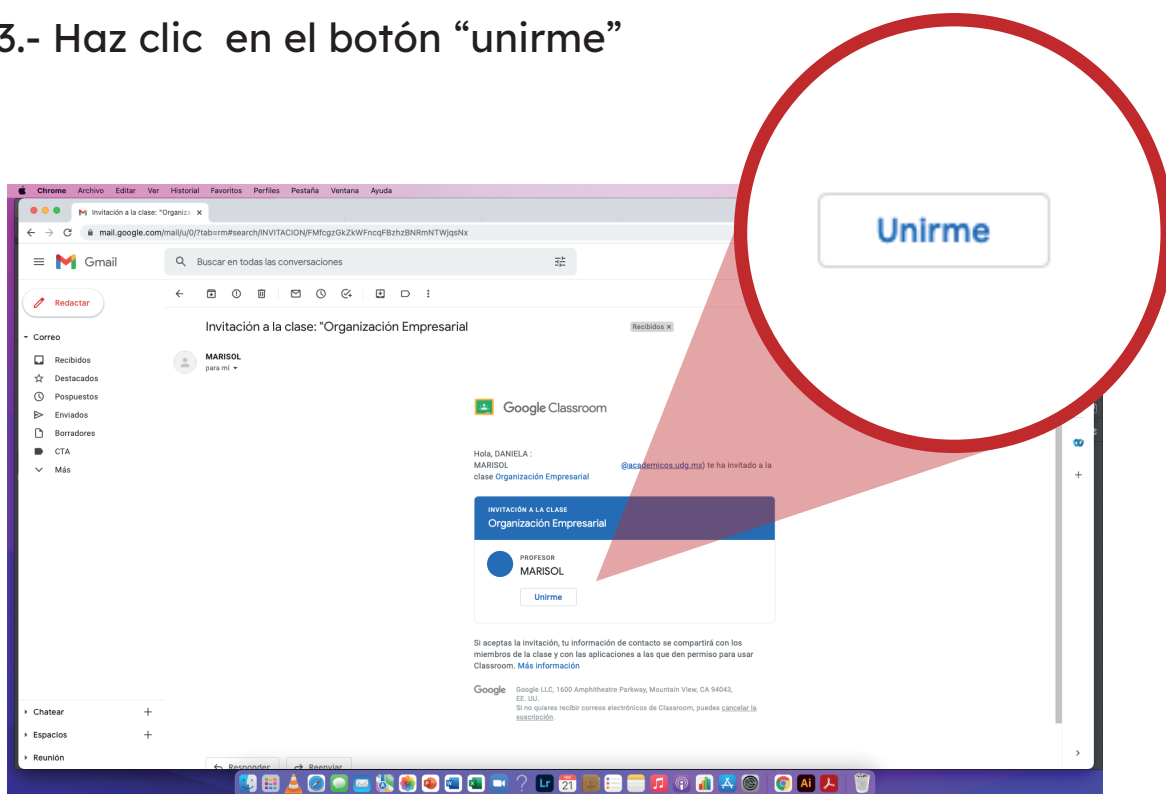 3.- Haz clic en el botón “unirme”
Unirme
Chrome Archivo Editar Ver Historial Favoritos Perfiles Pestaña Ventana Ayuda
Invitación a la clase: "Organiza
mail.google.com/mail/u/0/?tab=rm#search/INVITACION/FMfcgzGkZkWFncqFBzhzBNRmNTWjqsNx
Gmail
Buscar en todas las conversaciones
Redactar
Invitación a la clase: "Organización Empresarial
Recibidos ×
Correo
MARISOL
para mí
Recibidos
Destacados
Pospuestos
Enviados
Borradores
CTA
Más
Google Classroom
Hola, DANIELA :
MARISOL @academicos.udg.mx) te ha invitado a la
clase Organización Empresarial
INVITACIÓN A LA CLASE
Organización Empresarial
PROFESOR
MARISOL
Unirme
Si aceptas la invitación, tu información de contacto se compartirá con los
miembros de la clase y con las aplicaciones a las que den permiso para usar
Classroom. Más información
Google
Google LLC, 1600 Amphitheatre Parkway, Mountain View, CA 94043,
EE. UU.
Si no quieres recibir correos electrónicos de Classroom, puedes cancelar la
suscripción.
Chatear
Espacios
Reunión
Responder Reenviar
Lr
21
Ai